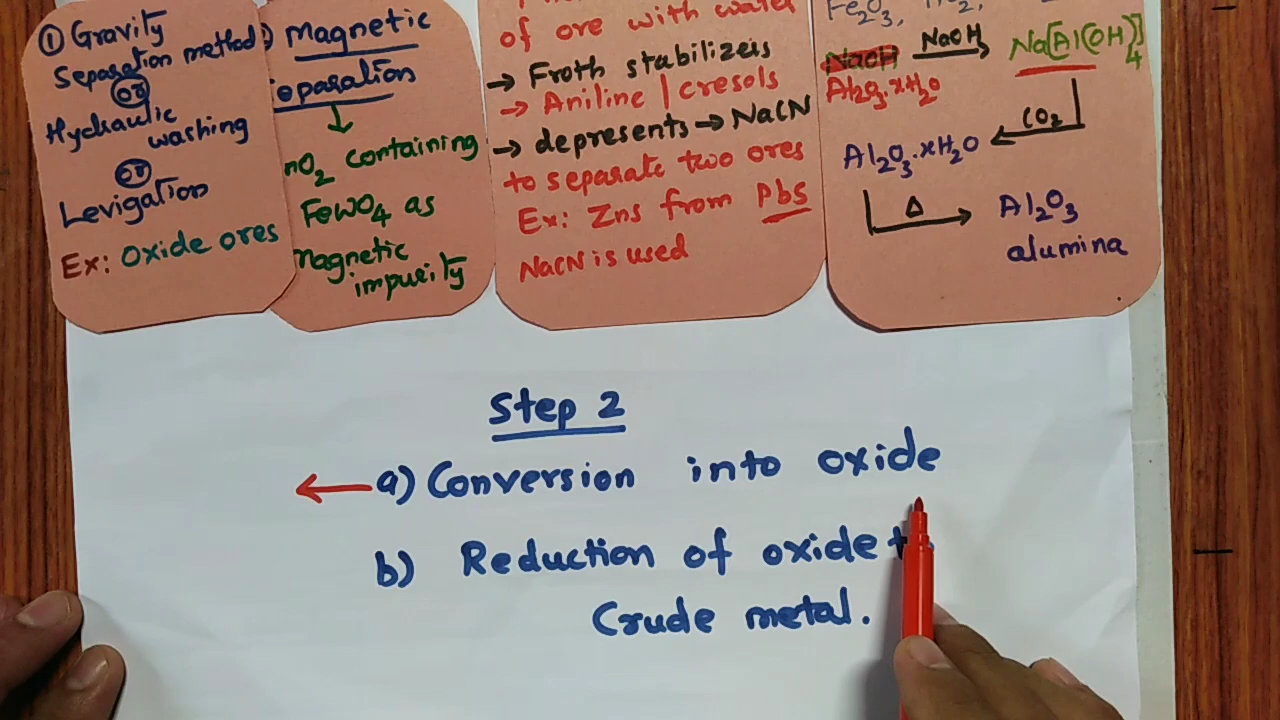 ① Gravity
Separation method
(or)
Hydraulic
washing
(or)
Levigation
Ex: Oxide ores
) Magnetic
eparation
↓
nO2 containing
FeWO4 as
magnetic
impurity
of ore with water
→ Froth stabilizers
→ Aniline | cresols
→ depresents → NaCN
to separate two ores
Ex: Zns from Pbs
NaCN is used
Fe2O3,
NaOH NaOH → Na[Al(OH)4]
Al2O3.xH2O
CO2
Al2O3.xH2O
Δ → Al2O3
alumina
Step 2
← a) Conversion into oxide
b) Reduction of oxide
Crude metal.